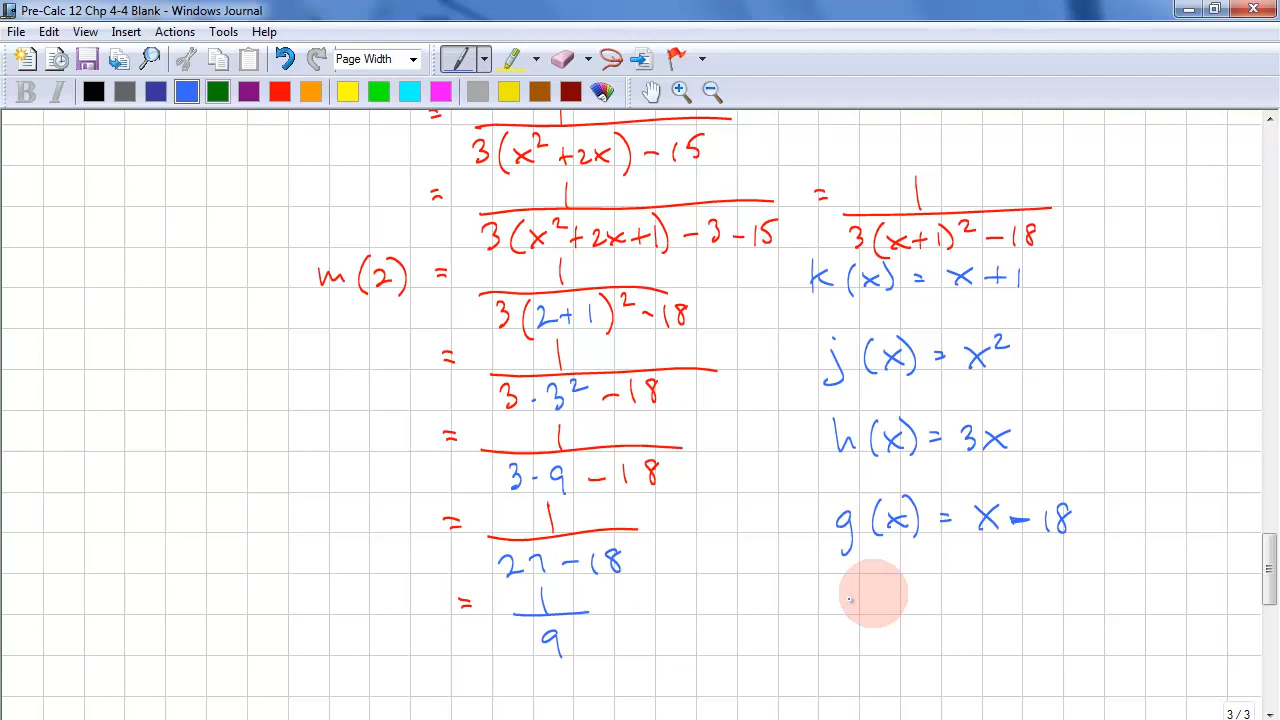 Pre-Calc 12 Chp 4-4 Blank - Windows Journal
File Edit View Insert Actions Tools Help
Page Width
B I
= 1
3(x² + 2x) - 15
= 1 = 1
3(x² + 2x + 1) - 3 - 15 3(x+1)² - 18
m(2) = 1 k(x) = x + 1
3(2+1)² - 18
= 1 j(x) = x²
3 · 3² - 18
= 1 h(x) = 3x
3 · 9 - 18
= 1 g(x) = x - 18
27 - 18
= 1
9
3 / 3